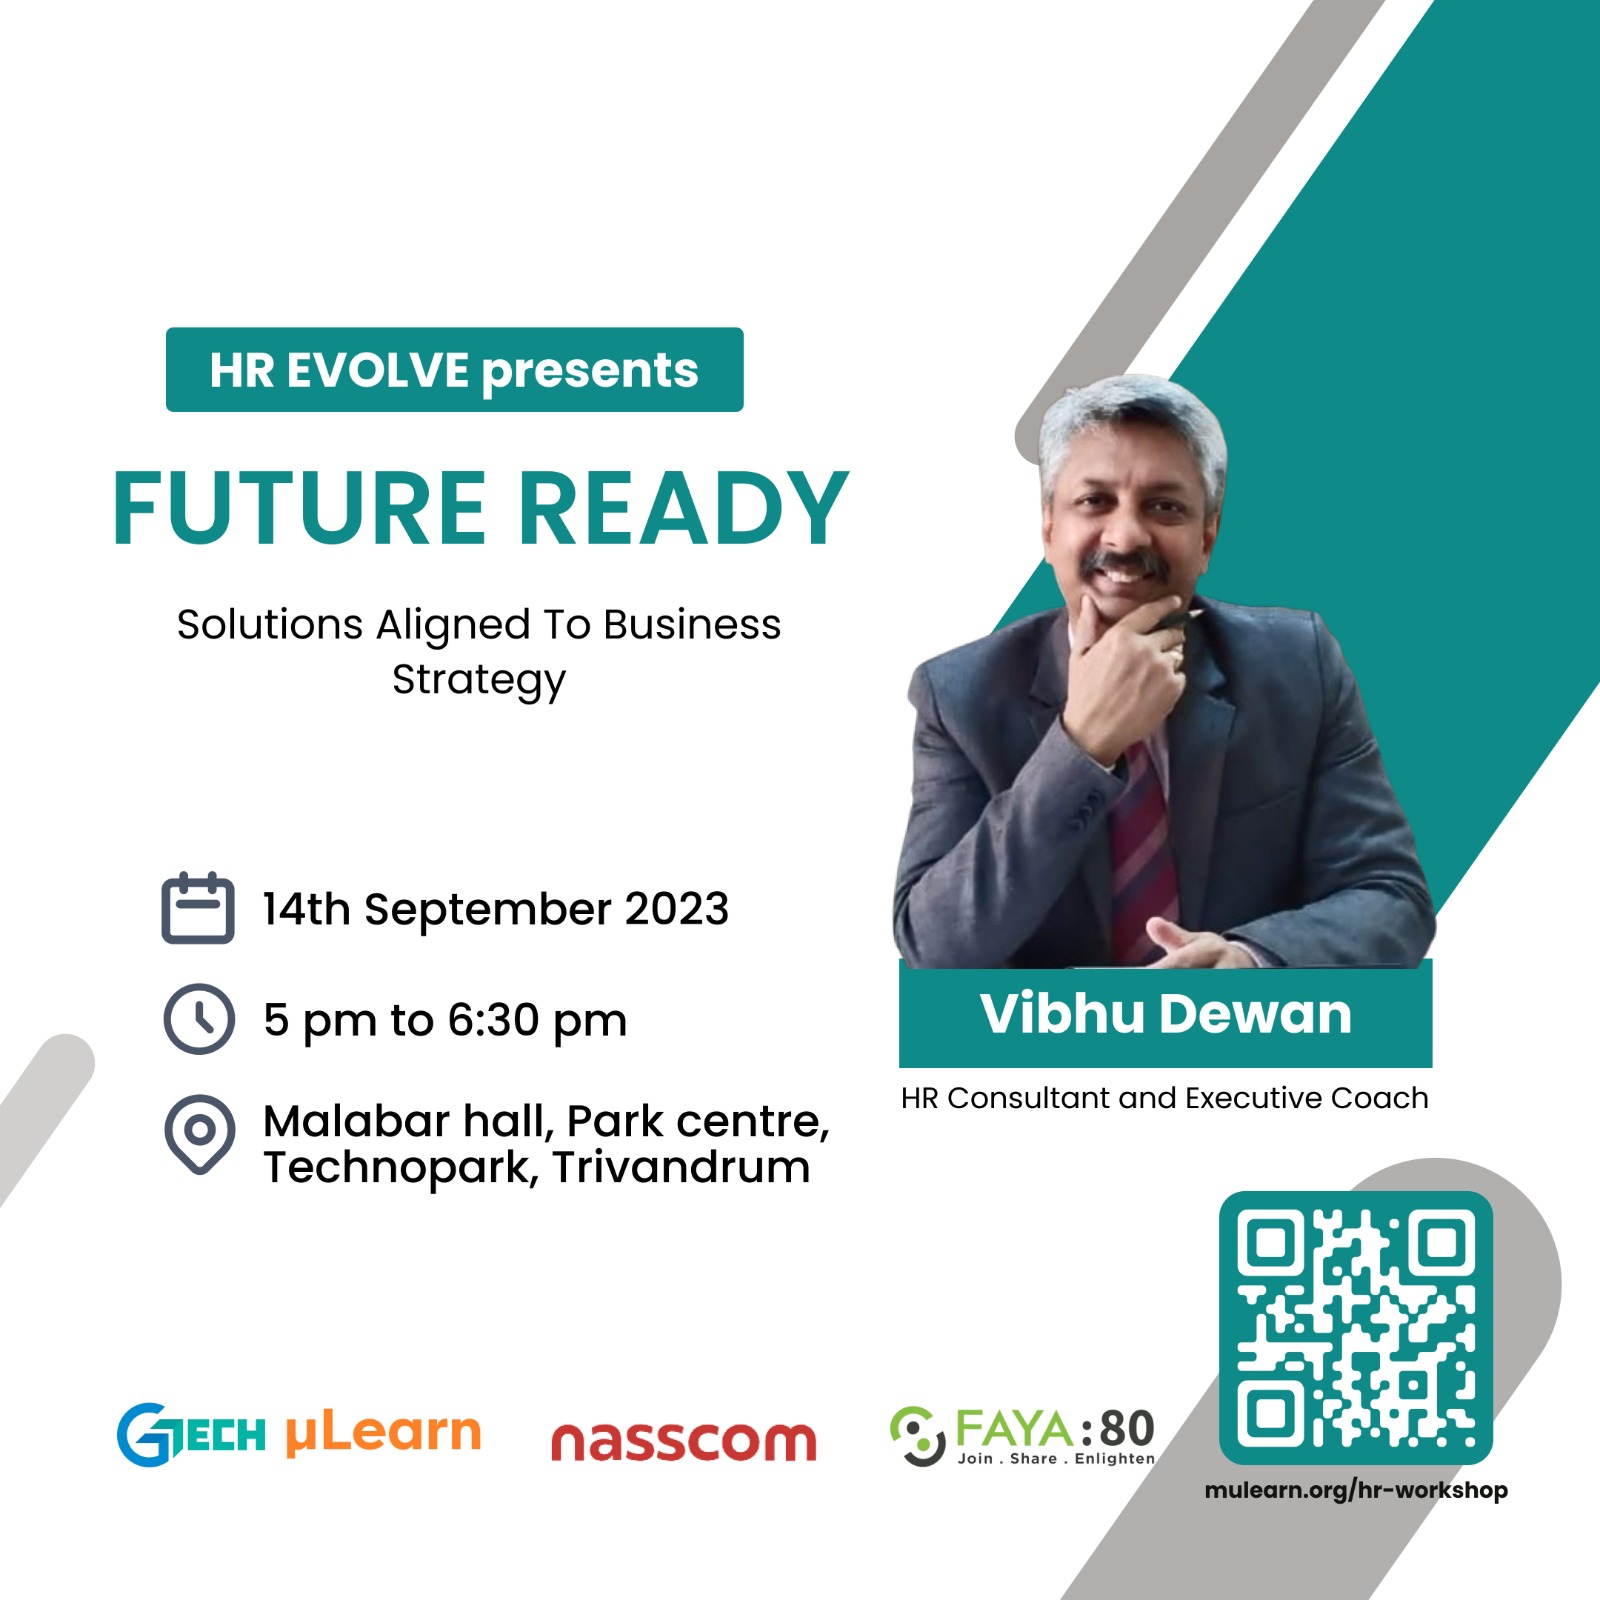 HR EVOLVE presents
FUTURE READY
Solutions Aligned To Business
Strategy
14th September 2023
5 pm to 6:30 pm
Malabar hall, Park centre,
Technopark, Trivandrum
Vibhu Dewan
HR Consultant and Executive Coach
GTECH µLearn
nasscom
FAYA:80
Join . Share . Enlighten
mulearn.org/hr-workshop